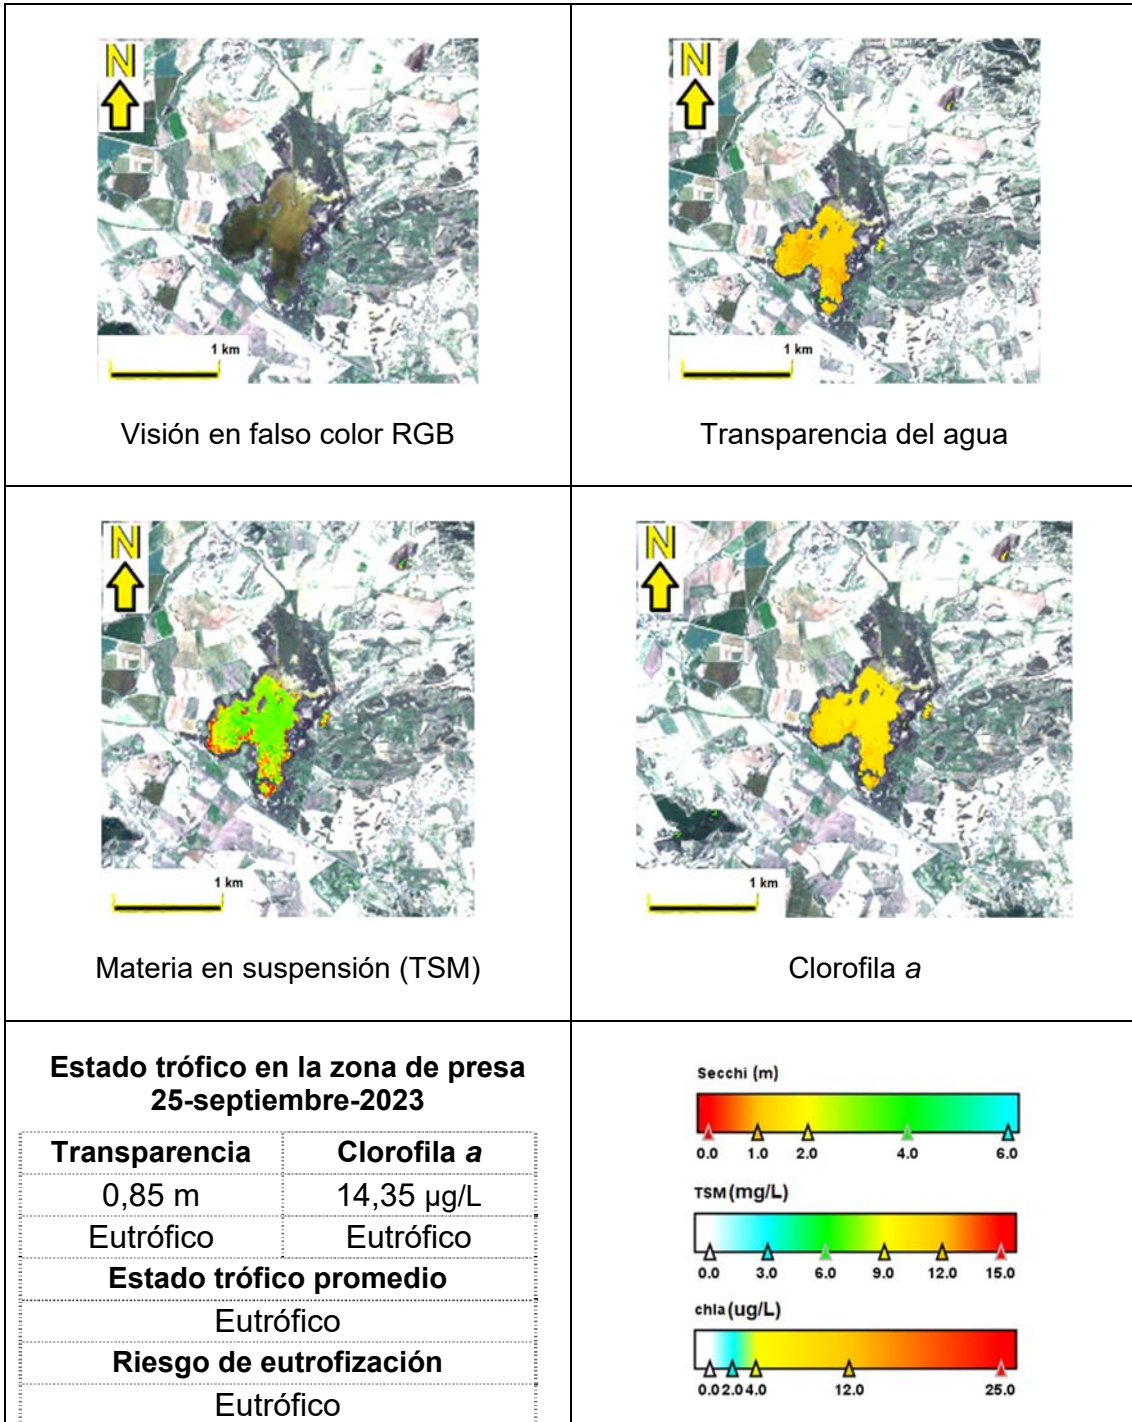 N
1 km
Visión en falso color RGB
N
1 km
Transparencia del agua
N
1 km
Materia en suspensión (TSM)
N
1 km
Clorofila a
Estado trófico en la zona de presa
25-septiembre-2023
Transparencia Clorofila a
0,85 m 14,35 µg/L
Eutrófico Eutrófico
Estado trófico promedio
Eutrófico
Riesgo de eutrofización
Eutrófico
Secchi (m)
0.0 1.0 2.0 4.0 6.0
TSM (mg/L)
0.0 3.0 6.0 9.0 12.0 15.0
chla (ug/L)
0.0 2.0 4.0 12.0 25.0